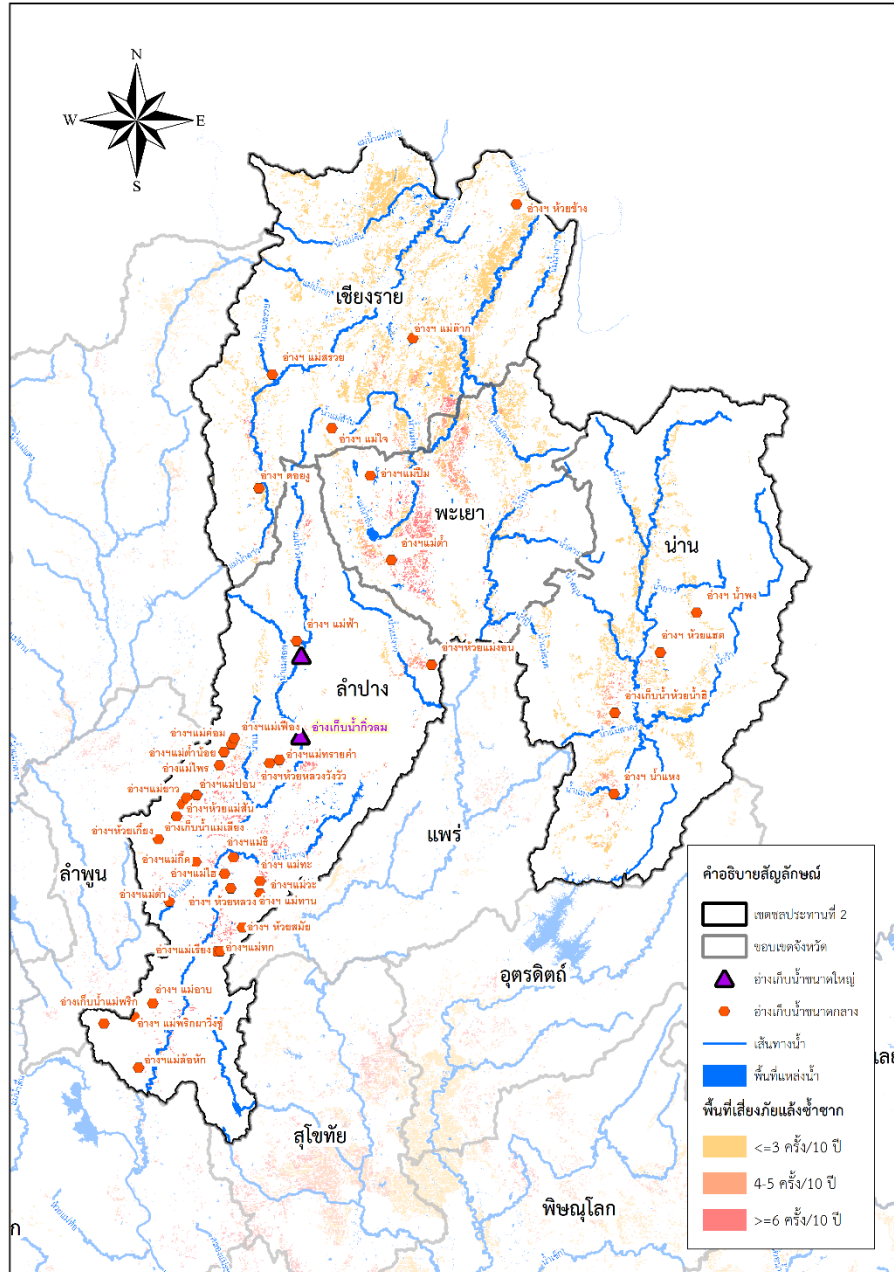 N
W
E
S
แม่น้ำแม่สาย
อ่างฯ ห้วยช้าง
เชียงราย
อ่างฯ แม่ต๊าก
อ่างฯ แม่สรวย
อ่างฯ แม่ใจ
อ่างฯแม่ปืม
อ่างฯ ดอยงู
พะเยา
น่าน
อ่างฯแม่ต๋ำ
อ่างฯ น้ำพง
อ่างฯ แม่ฟ้า
อ่างฯ ห้วยแฮต
อ่างฯห้วยแม่งอน
ลำปาง
อ่างเก็บน้ำห้วยน้ำฮิ
อ่างฯแม่เฟือง
อ่างฯแม่คอม
อ่างเก็บน้ำกิ่วลม
อ่างฯแม่ต๋ำน้อย
อ่างฯแม่ทรายคำ
อ่างแม่ไพร
อ่างฯห้วยหลวงวังวัว
อ่างฯแม่ปอน
อ่างฯแม่ยาว
อ่างฯ น้ำแหง
อ่างฯห้วยแม่สัน
อ่างเก็บน้ำแม่เลียง
อ่างฯห้วยเกี๋ยง
แพร่
อ่างฯแม่ธิ
อ่างฯแม่กึ๊ด
อ่างฯ แม่ทะ
ลำพูน
อ่างฯแม่ไฮ
อ่างฯแม่วะ
อ่างฯแม่ต๋ำ
อ่างฯ ห้วยหลวง
อ่างฯ แม่ทาน
อ่างฯ ห้วยสมัย
อ่างฯแม่เรียง
อ่างฯแม่ทก
อุตรดิตถ์
อ่างเก็บน้ำแม่พริก
อ่างฯ แม่อาบ
อ่างฯ แม่พริกผาวิ่งชู้
อ่างฯแม่ล้อหัก
เลย
สุโขทัย
พิษณุโลก
ก
คำอธิบายสัญลักษณ์
เขตชลประทานที่ 2
ขอบเขตจังหวัด
อ่างเก็บน้ำขนาดใหญ่
อ่างเก็บน้ำขนาดกลาง
เส้นทางน้ำ
พื้นที่แหล่งน้ำ
พื้นที่เสี่ยงภัยแล้งซ้ำซาก
<=3 ครั้ง/10 ปี
4-5 ครั้ง/10 ปี
>=6 ครั้ง/10 ปี